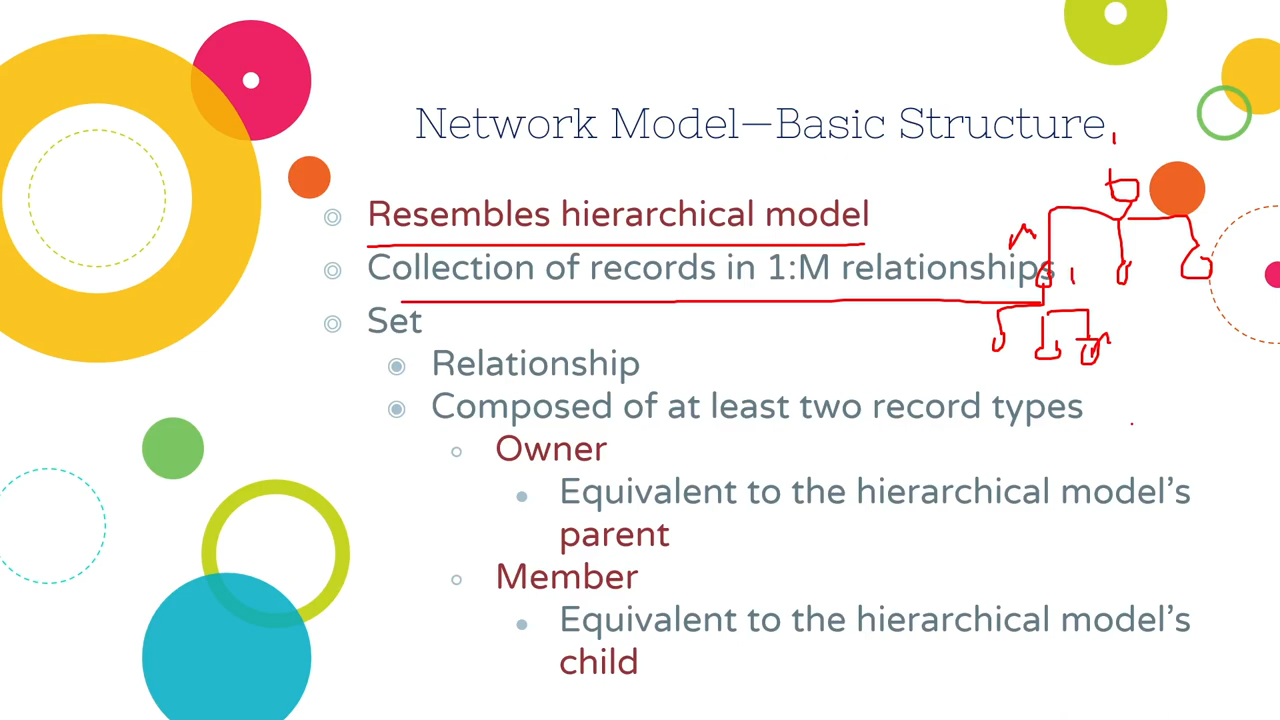 Network Model—Basic Structure
Resembles hierarchical model
Collection of records in 1:M relationships
Set
Relationship
Composed of at least two record types
Owner
Equivalent to the hierarchical model's
parent
Member
Equivalent to the hierarchical model's
child